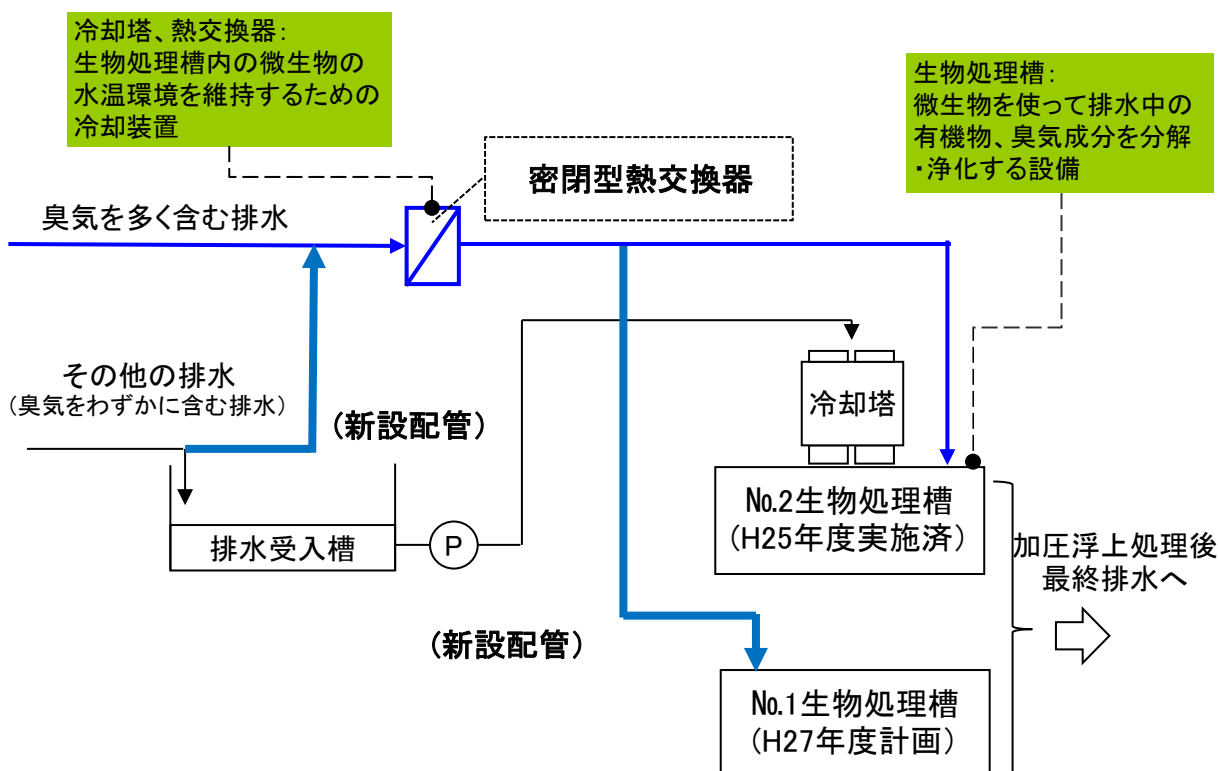 冷却塔、熱交換器：
生物処理槽内の微生物の
水温環境を維持するための
冷却装置
生物処理槽：
微生物を使って排水中の
有機物、臭気成分を分解
・浄化する設備
密閉型熱交換器
臭気を多く含む排水
その他の排水
（臭気をわずかに含む排水）
（新設配管）
冷却塔
排水受入槽
P
№2生物処理槽
（H25年度実施済）
加圧浮上処理後
最終排水へ
（新設配管）
№1生物処理槽
（H27年度計画）